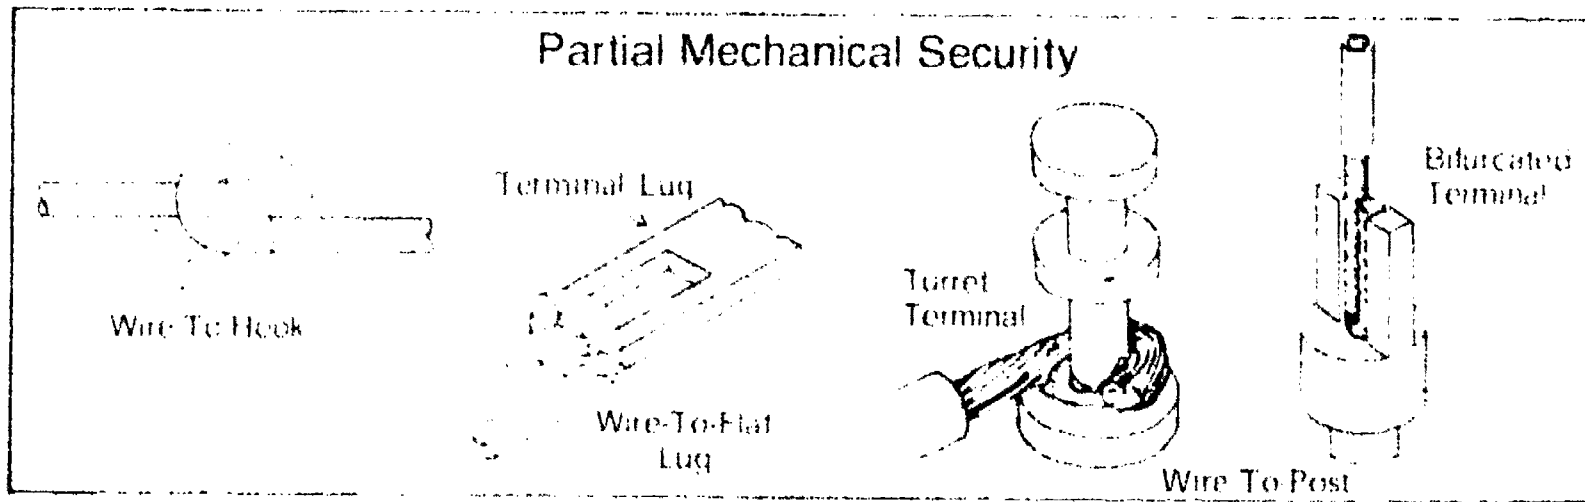 Partial Mechanical Security
Wire To Hook
Terminal Lug
Wire-To-Flat
Lug
Turret
Terminal
Bifurcated
Terminal
Wire To Post